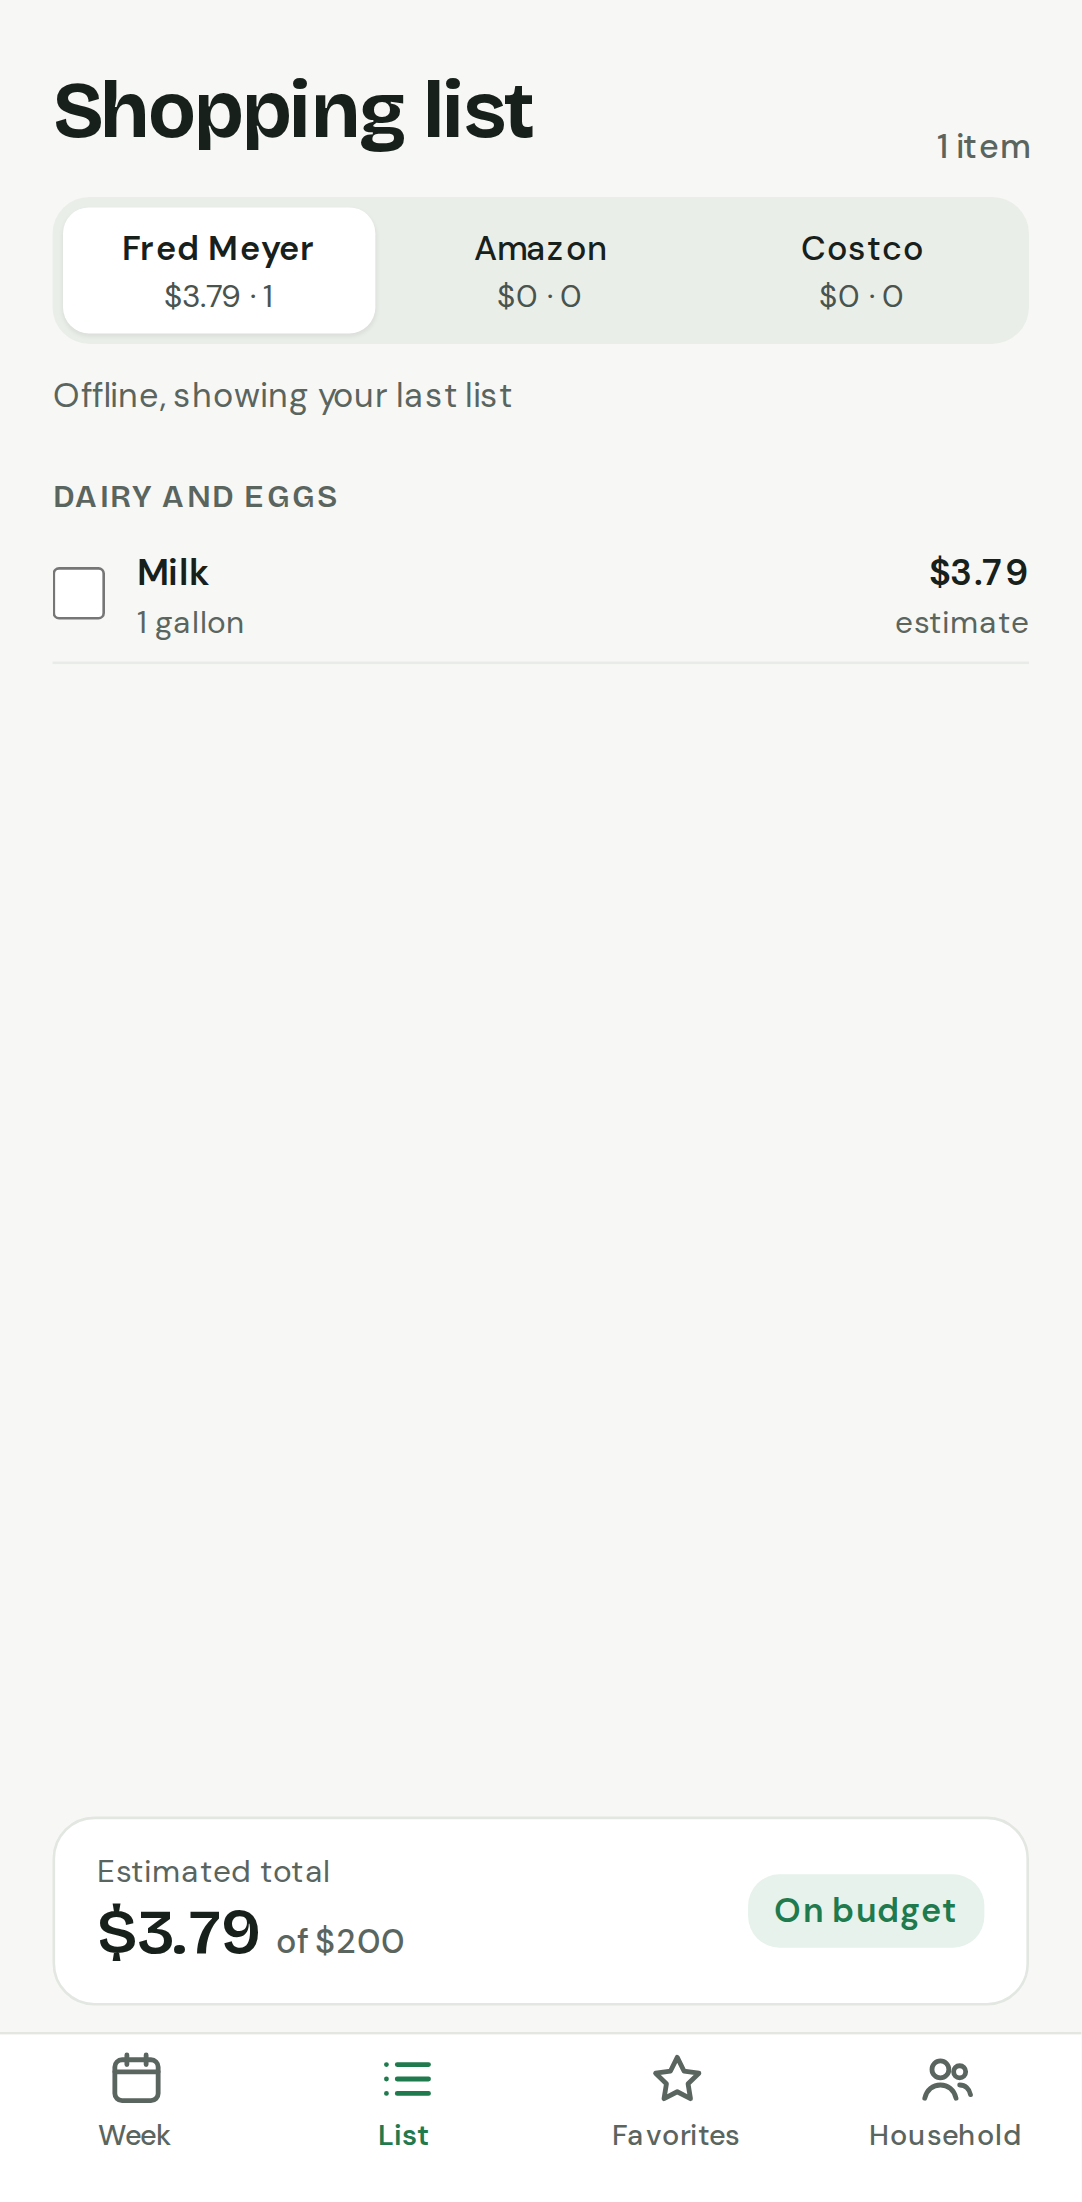 Shopping list
1 item
Fred Meyer
$3.79 · 1
Amazon
$0 · 0
Costco
$0 · 0
Offline, showing your last list
DAIRY AND EGGS
Milk
$3.79
1 gallon
estimate
Estimated total
$3.79 of $200
On budget
Week
List
Favorites
Household